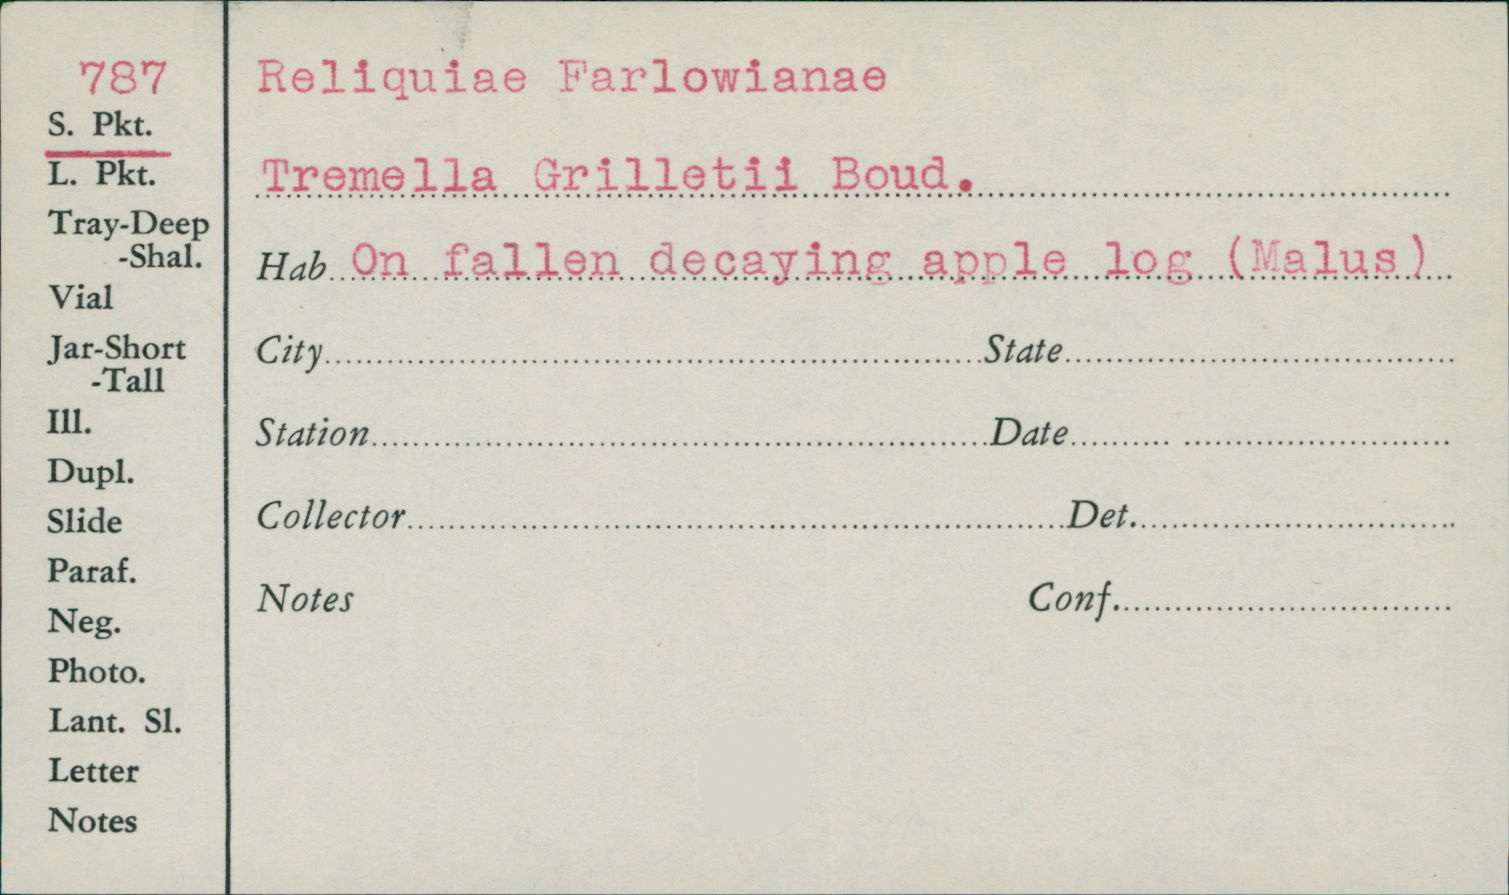 787
S. Pkt.
L. Pkt.
Tray-Deep
-Shal.
Vial
Jar-Short
-Tall
Ill.
Dupl.
Slide
Paraf.
Neg.
Photo.
Lant. Sl.
Letter
Notes
Reliquiae Farlowianae
Tremella Grilletii Boud.
Hab On fallen decaying apple log (Malus)
City State
Station Date
Collector Det.
Notes Conf.